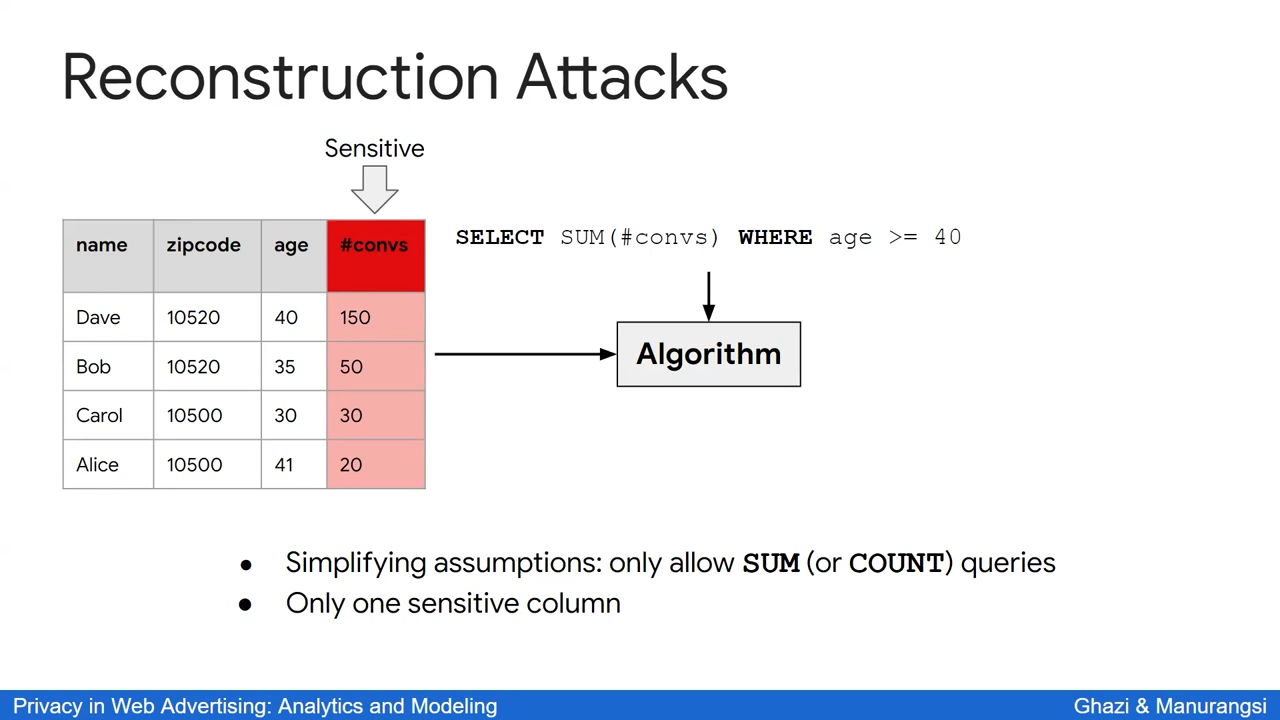 Reconstruction Attacks
Sensitive
name zipcode age #convs
Dave 10520 40 150
Bob 10520 35 50
Carol 10500 30 30
Alice 10500 41 20
SELECT SUM(#convs) WHERE age >= 40
Algorithm
● Simplifying assumptions: only allow SUM (or COUNT) queries
● Only one sensitive column
Privacy in Web Advertising: Analytics and Modeling
Ghazi & Manurangsi